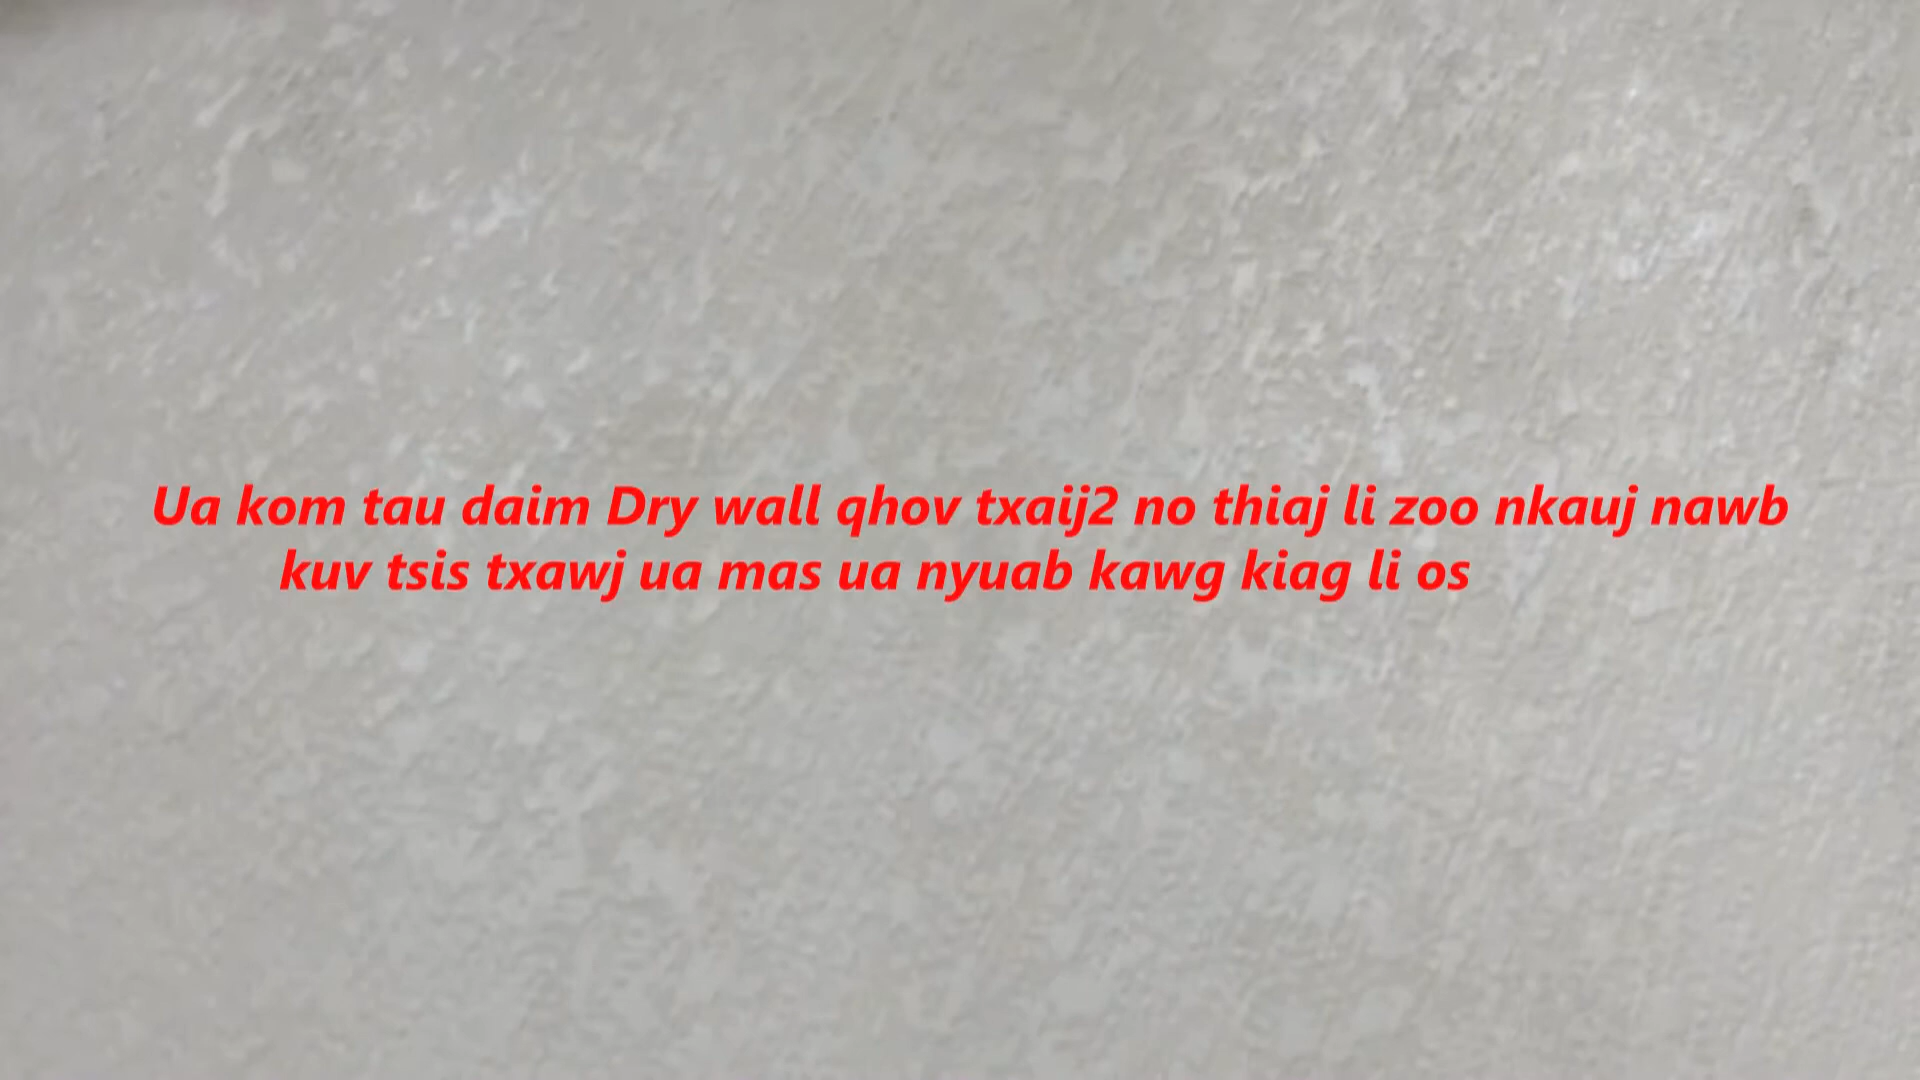 Ua kom tau daim Dry wall qhov txaij2 no thiaj li zoo nkauj nawb
kuv tsis txawj ua mas ua nyuab kawg kiag li os